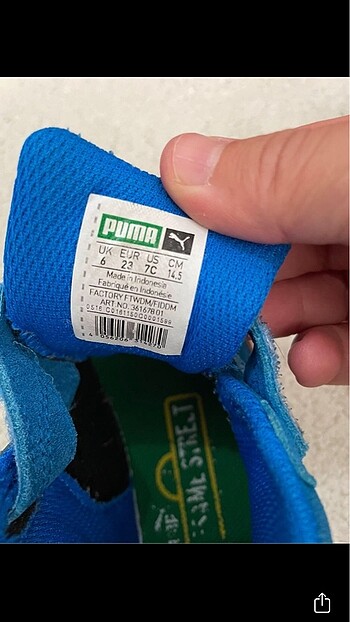 PUMA
UK EUR US CM
6 23 7C 14.5
Made in Indonesia
Fabriqué en Indonésie
FACTORY FTWDM/FIDDM
ART NO. 361678 01
SESAME STREET